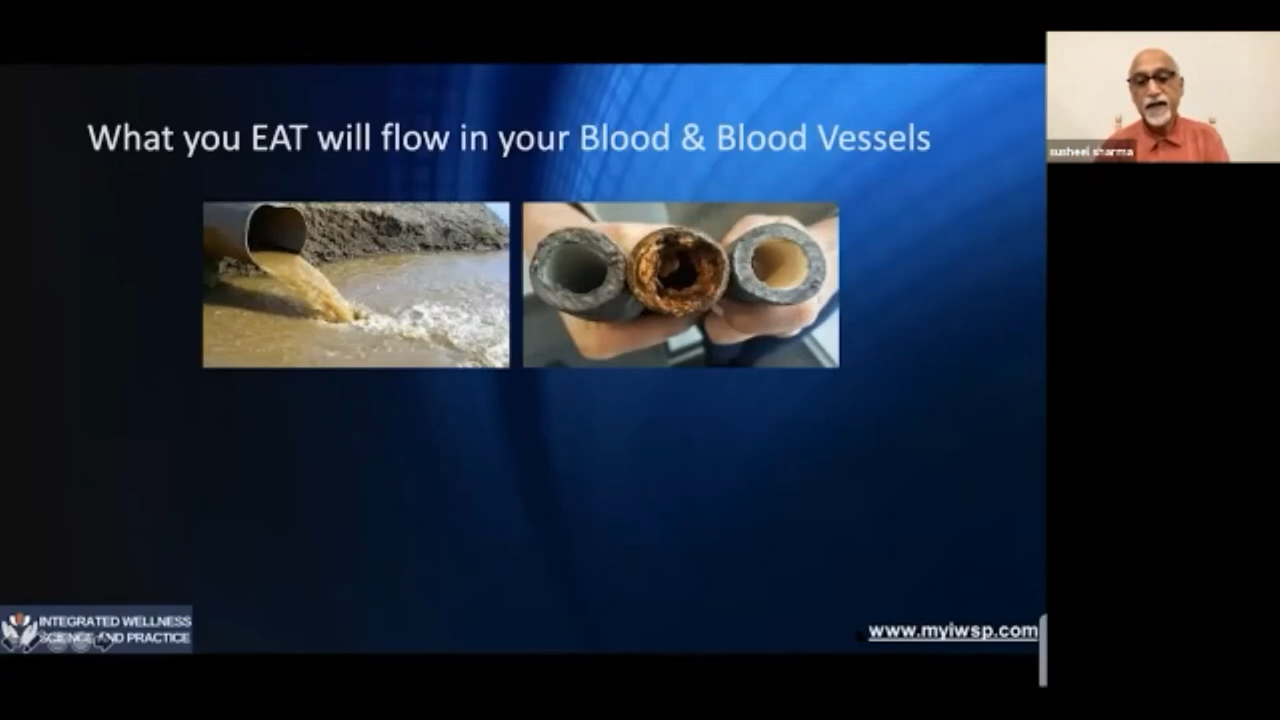 What you EAT will flow in your Blood & Blood Vessels
susheel sharma
INTEGRATED WELLNESS
SCIENCE AND PRACTICE
www.myiwsp.com